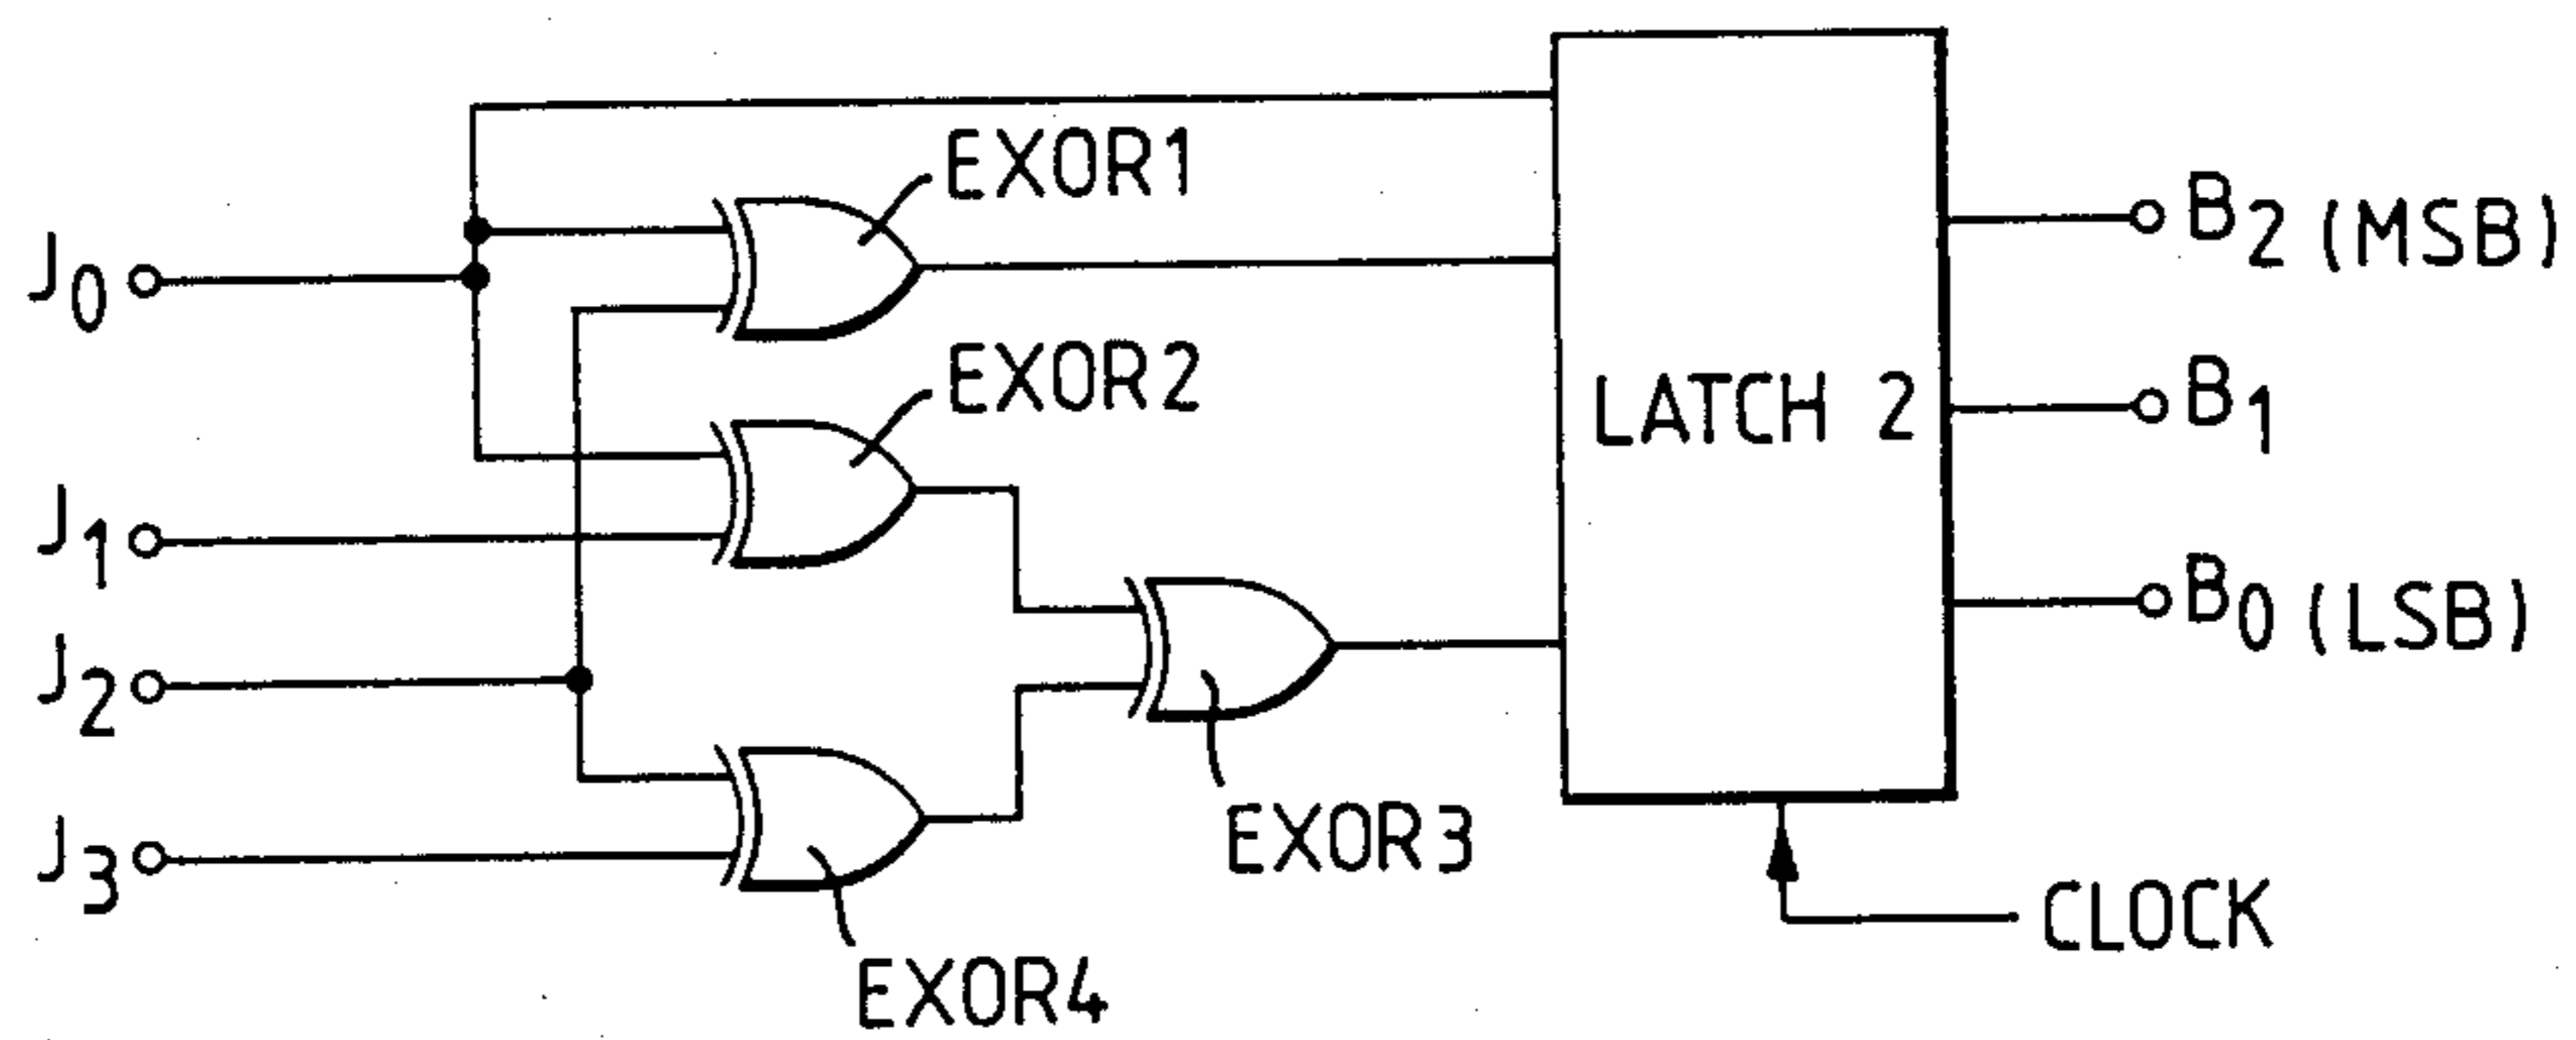 EXOR1
J0
B2 (MSB)
EXOR2
LATCH 2
B1
J1
J2
B0 (LSB)
EXOR3
J3
CLOCK
EXOR4